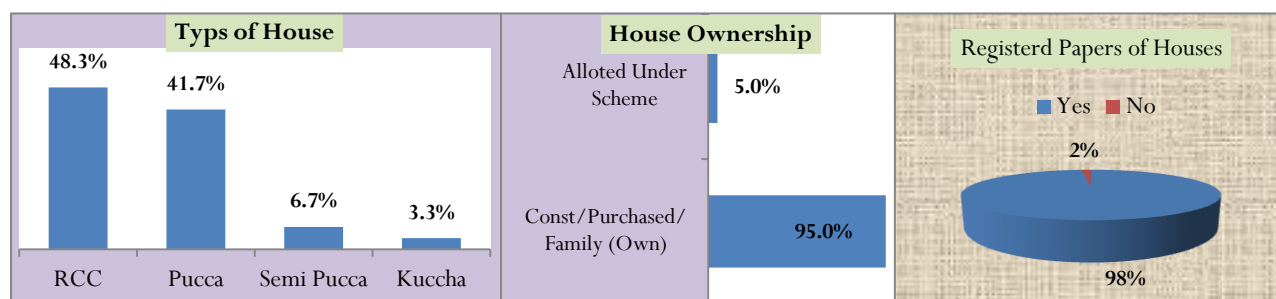 Typs of House
48.3%
41.7%
6.7%
3.3%
RCC
Pucca
Semi Pucca
Kuccha
House Ownership
Alloted Under
Scheme
5.0%
Const/Purchased/
Family (Own)
95.0%
Registerd Papers of Houses
Yes
No
2%
98%